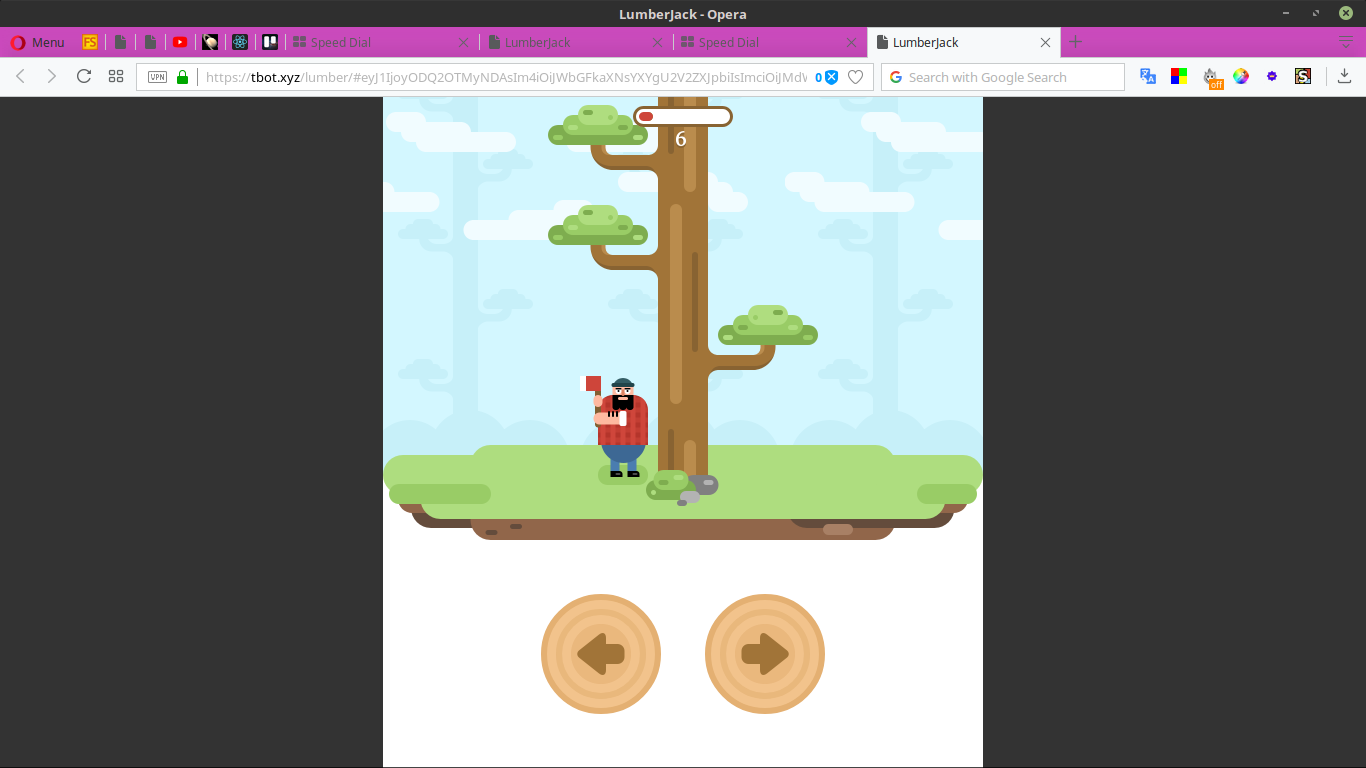 LumberJack - Opera
Menu
FS
Speed Dial
LumberJack
Speed Dial
LumberJack
VPN
https://tbot.xyz/lumber/#eyJ1IjoyODQ2OTMyNDAsIm4iOiJWbGFkaXNsYXYgU2V2ZXJpbiIsImciOiJMdW
0
Search with Google Search
off
S
6